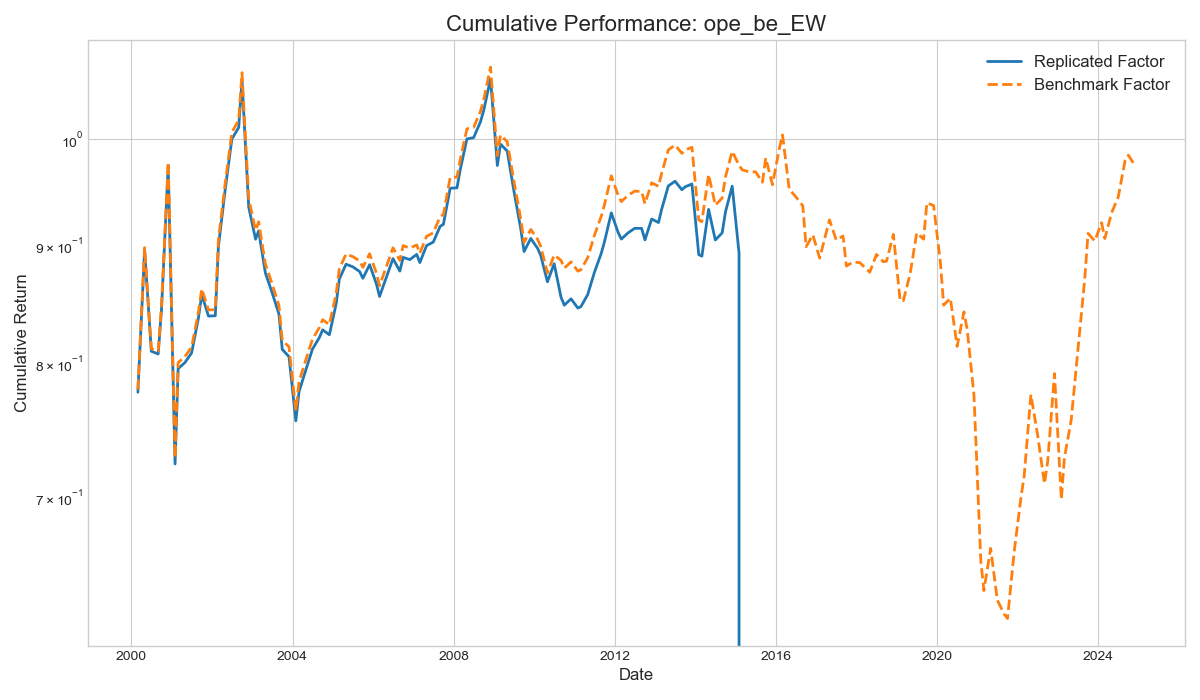 Cumulative Performance: ope_be_EW
Replicated Factor
Benchmark Factor
Cumulative Return
10⁰
9 × 10⁻¹
8 × 10⁻¹
7 × 10⁻¹
2000 2004 2008 2012 2016 2020 2024
Date